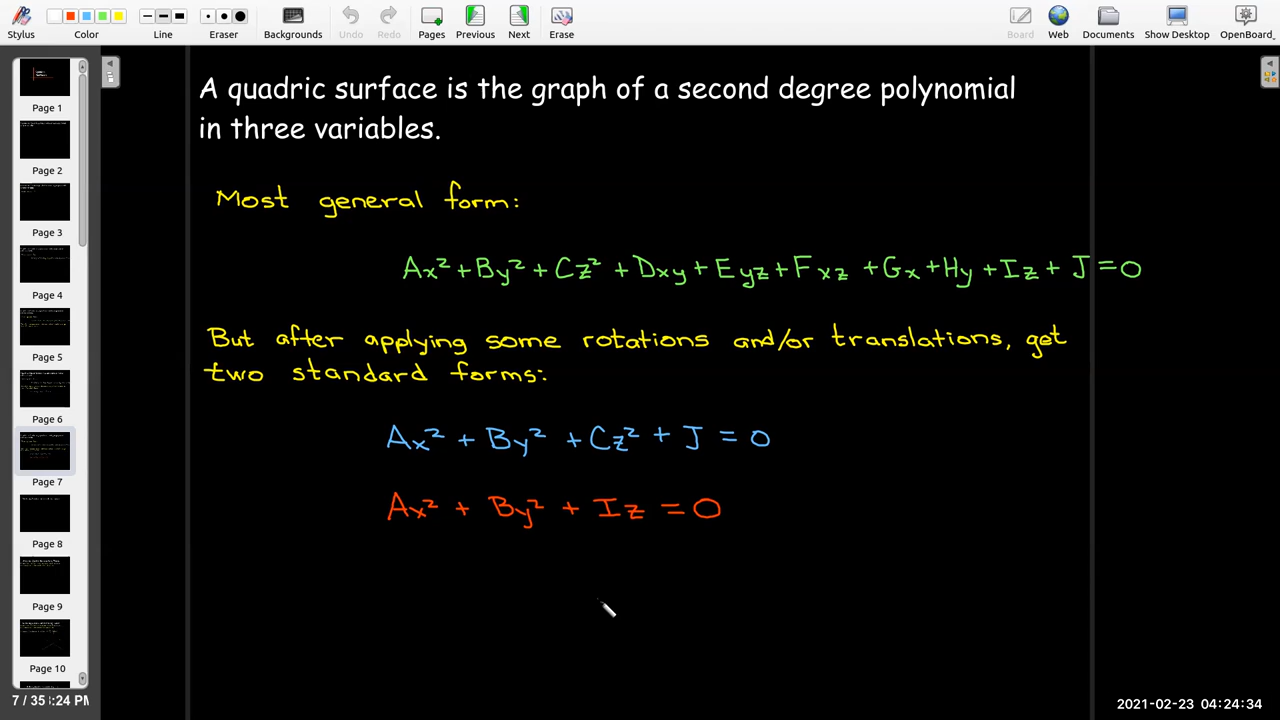 Stylus Color Line Eraser Backgrounds Undo Redo Pages Previous Next Erase Board Web Documents Show Desktop OpenBoard
Page 1
Page 2
Page 3
Page 4
Page 5
Page 6
Page 7
Page 8
Page 9
Page 10
7 / 35
:24 PM
A quadric surface is the graph of a second degree polynomial
in three variables.
Most general form:
Ax² + By² + Cz² + Dxy + Eyz + Fxz + Gx + Hy + Iz + J = 0
But after applying some rotations and/or translations, get
two standard forms:
Ax² + By² + Cz² + J = 0
Ax² + By² + Iz = 0
2021-02-23 04:24:34